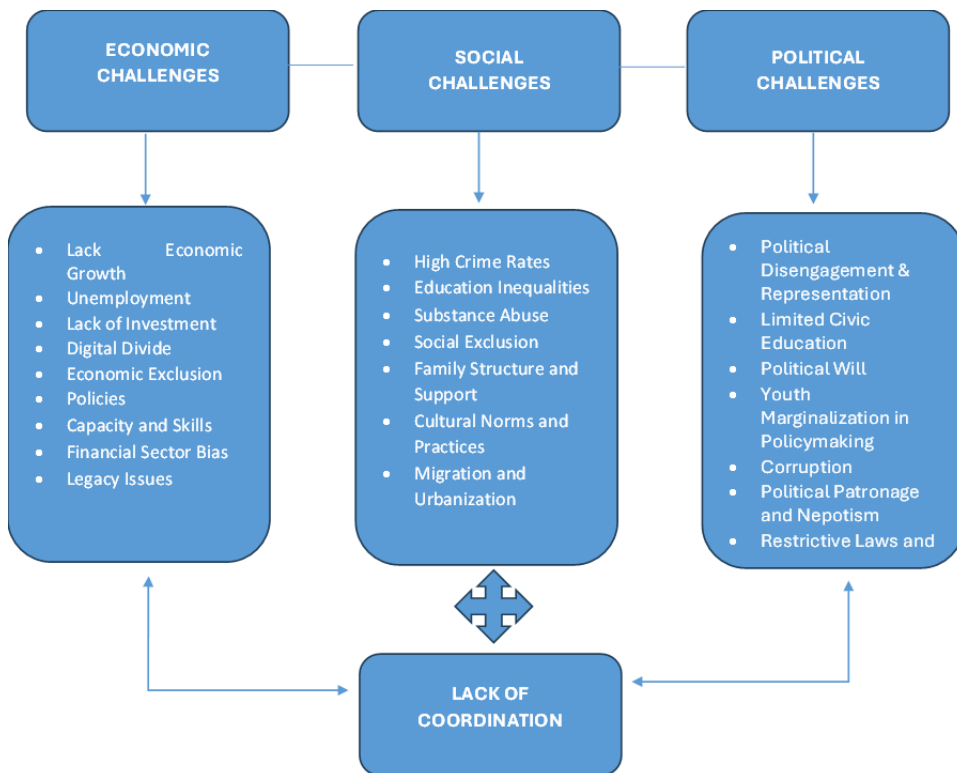 ECONOMIC
CHALLENGES
SOCIAL
CHALLENGES
POLITICAL
CHALLENGES
• Lack Economic
Growth
• Unemployment
• Lack of Investment
• Digital Divide
• Economic Exclusion
• Policies
• Capacity and Skills
• Financial Sector Bias
• Legacy Issues
• High Crime Rates
• Education Inequalities
• Substance Abuse
• Social Exclusion
• Family Structure and
Support
• Cultural Norms and
Practices
• Migration and
Urbanization
• Political
Disengagement &
Representation
• Limited Civic
Education
• Political Will
• Youth
Marginalization in
Policymaking
• Corruption
• Political Patronage
and Nepotism
• Restrictive Laws and
LACK OF
COORDINATION